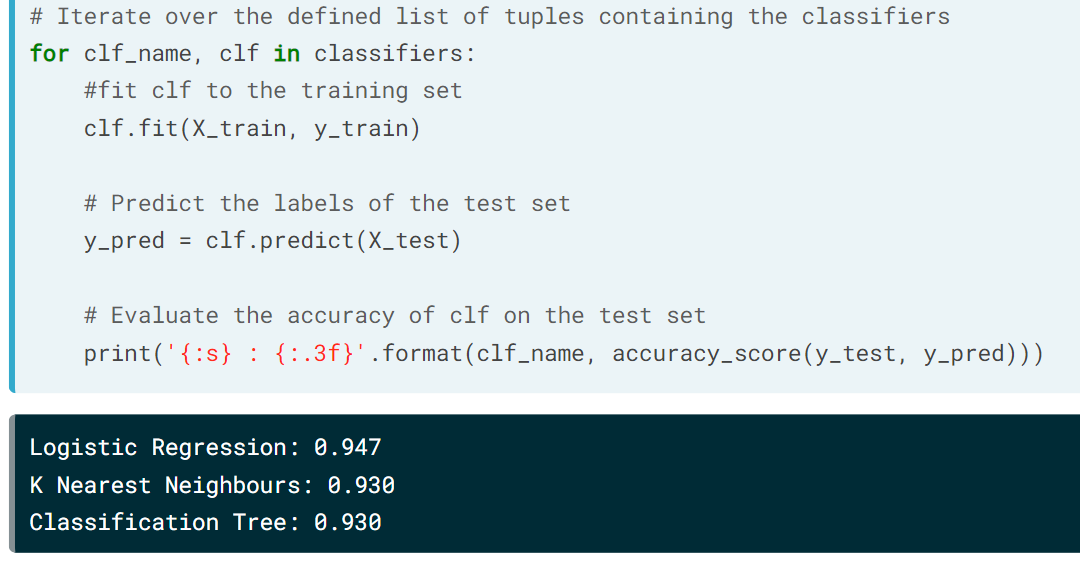 # Iterate over the defined list of tuples containing the classifiers
for clf_name, clf in classifiers:
    #fit clf to the training set
    clf.fit(X_train, y_train)

    # Predict the labels of the test set
    y_pred = clf.predict(X_test)

    # Evaluate the accuracy of clf on the test set
    print('{:s} : {:.3f}'.format(clf_name, accuracy_score(y_test, y_pred)))
Logistic Regression: 0.947
K Nearest Neighbours: 0.930
Classification Tree: 0.930